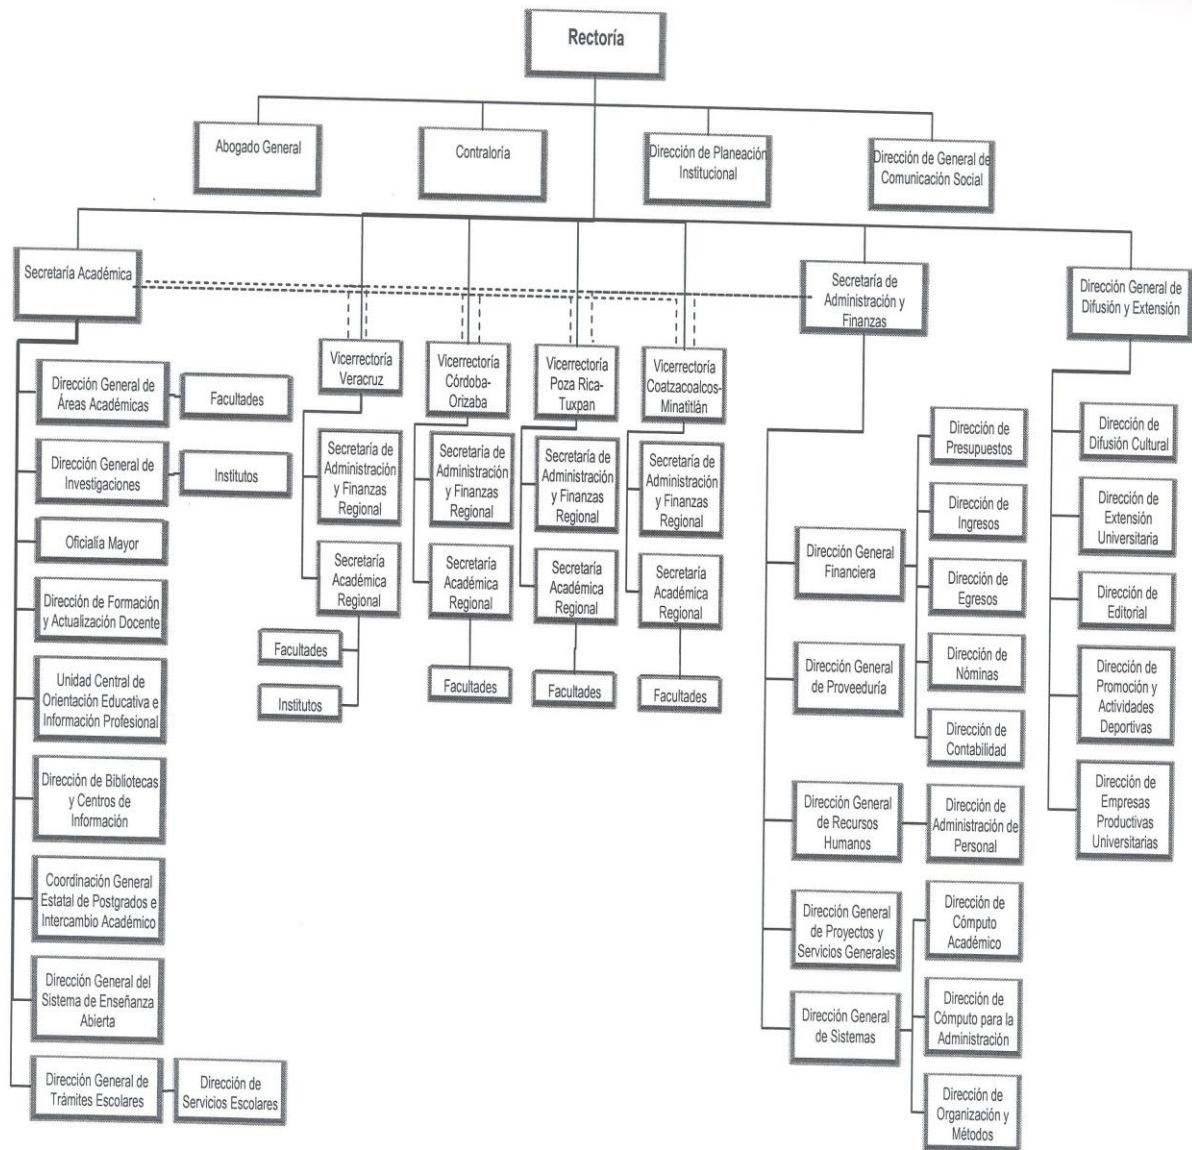 Rectoría
Abogado General
Contraloría
Dirección de Planeación
Institucional
Dirección de General de
Comunicación Social
Secretaría Académica
Secretaría de
Administración y
Finanzas
Dirección General de
Difusión y Extensión
Vicerrectoría
Veracruz
Vicerrectoría
Córdoba-
Orizaba
Vicerrectoría
Poza Rica-
Tuxpan
Vicerrectoría
Coatzacoalcos-
Minatitlán
Dirección General de
Áreas Académicas
Facultades
Dirección General de
Investigaciones
Institutos
Oficialía Mayor
Dirección de Formación
y Actualización Docente
Unidad Central de
Orientación Educativa e
Información Profesional
Dirección de Bibliotecas
y Centros de
Información
Coordinación General
Estatal de Postgrados e
Intercambio Académico
Dirección General del
Sistema de Enseñanza
Abierta
Dirección General de
Trámites Escolares
Dirección de
Servicios Escolares
Secretaría de
Administración
y Finanzas
Regional
Secretaría
Académica
Regional
Facultades
Institutos
Secretaría de
Administración
y Finanzas
Regional
Secretaría
Académica
Regional
Facultades
Secretaría de
Administración
y Finanzas
Regional
Secretaría
Académica
Regional
Facultades
Secretaría de
Administración
y Finanzas
Regional
Secretaría
Académica
Regional
Facultades
Dirección General
Financiera
Dirección de
Presupuestos
Dirección de
Ingresos
Dirección de
Egresos
Dirección de
Nóminas
Dirección de
Contabilidad
Dirección General
de Proveeduría
Dirección General
de Recursos
Humanos
Dirección de
Administración de
Personal
Dirección General
de Proyectos y
Servicios Generales
Dirección General
de Sistemas
Dirección de
Cómputo
Académico
Dirección de
Cómputo para la
Administración
Dirección de
Organización y
Métodos
Dirección de
Difusión Cultural
Dirección de
Extensión
Universitaria
Dirección de
Editorial
Dirección de
Promoción y
Actividades
Deportivas
Dirección de
Empresas
Productivas
Universitarias